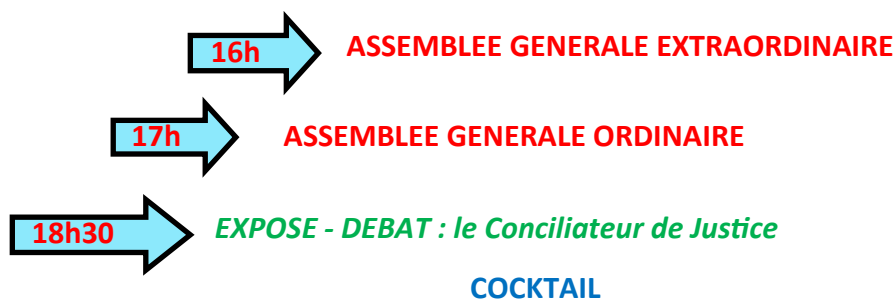 16h ASSEMBLEE GENERALE EXTRAORDINAIRE
17h ASSEMBLEE GENERALE ORDINAIRE
18h30 EXPOSE - DEBAT : le Conciliateur de Justice
COCKTAIL